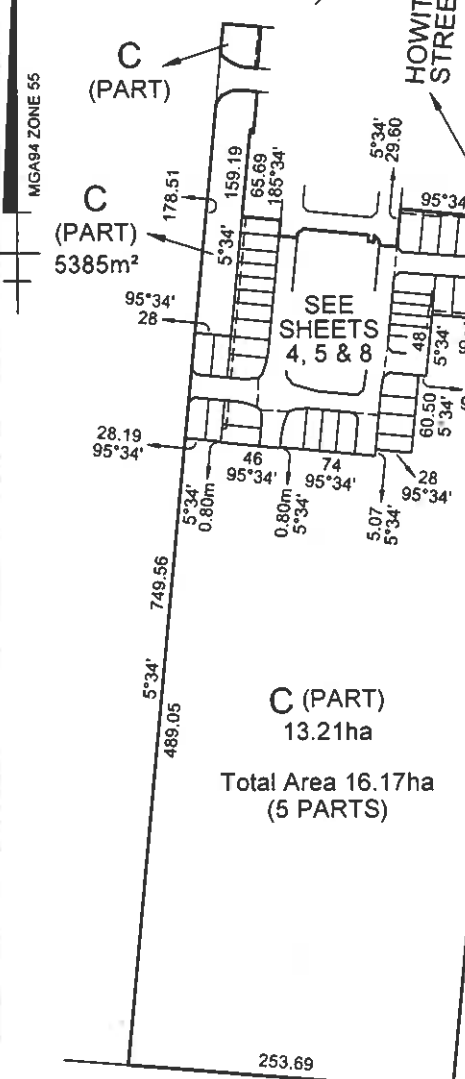 MGA94 ZONE 55
C
(PART)
HOWIT
STREE
C
(PART)
5385m²
178.51
159.19
5°34'
65.69
185°34'
5°34'
29.60
95°34'
95°34'
28
SEE
SHEETS
4, 5 & 8
48
5°34'
60.50
5°34'
28.19
95°34'
5°34'
0.80m
46
95°34'
0.80m
5°34'
74
95°34'
5.07
5°34'
28
95°34'
749.56
5°34'
489.05
C (PART)
13.21ha
Total Area 16.17ha
(5 PARTS)
253.69